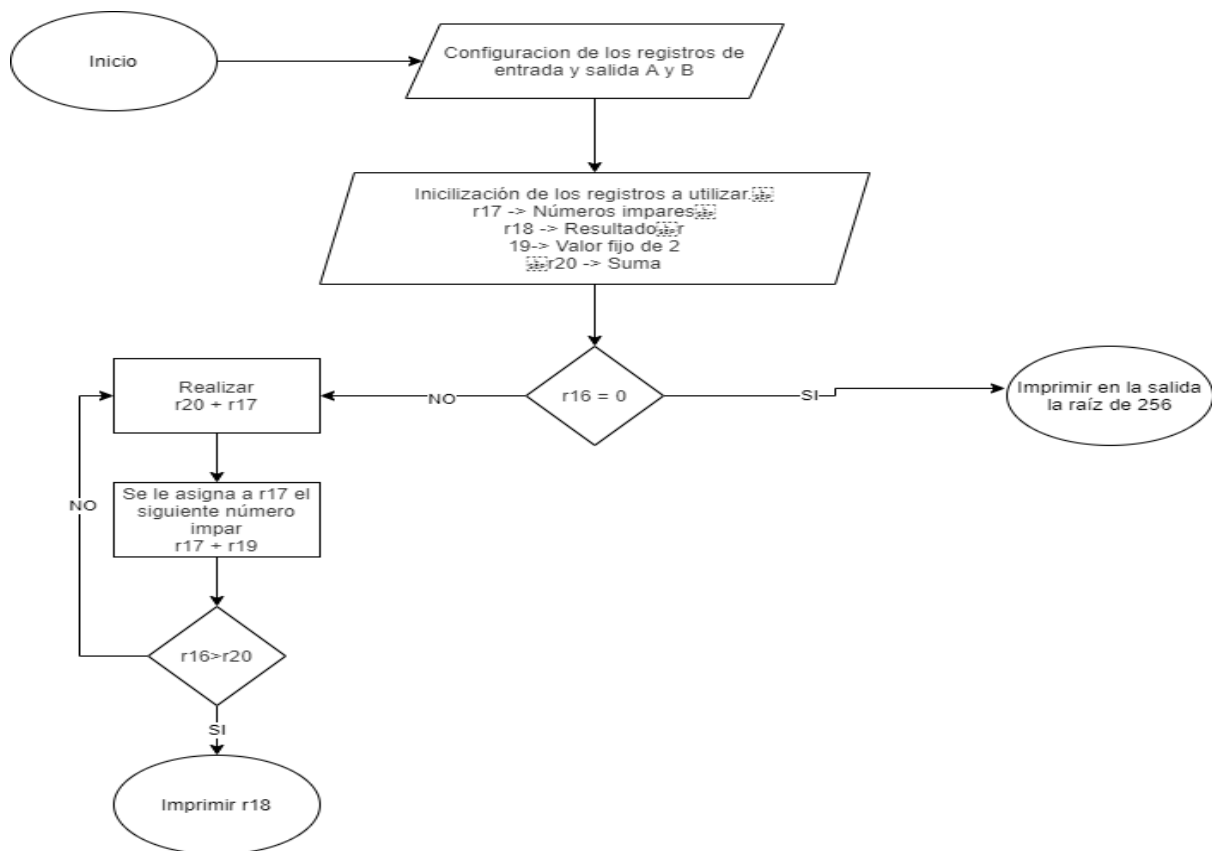 Inicio
Configuracion de los registros de
entrada y salida A y B
Inicilización de los registros a utilizar.
r17 -> Números impares
r18 -> Resultado r
19-> Valor fijo de 2
r20 -> Suma
r16 = 0
NO
SI
Imprimir en la salida
la raíz de 256
Realizar
r20 + r17
Se le asigna a r17 el
siguiente número
impar
r17 + r19
NO
r16>r20
SI
Imprimir r18